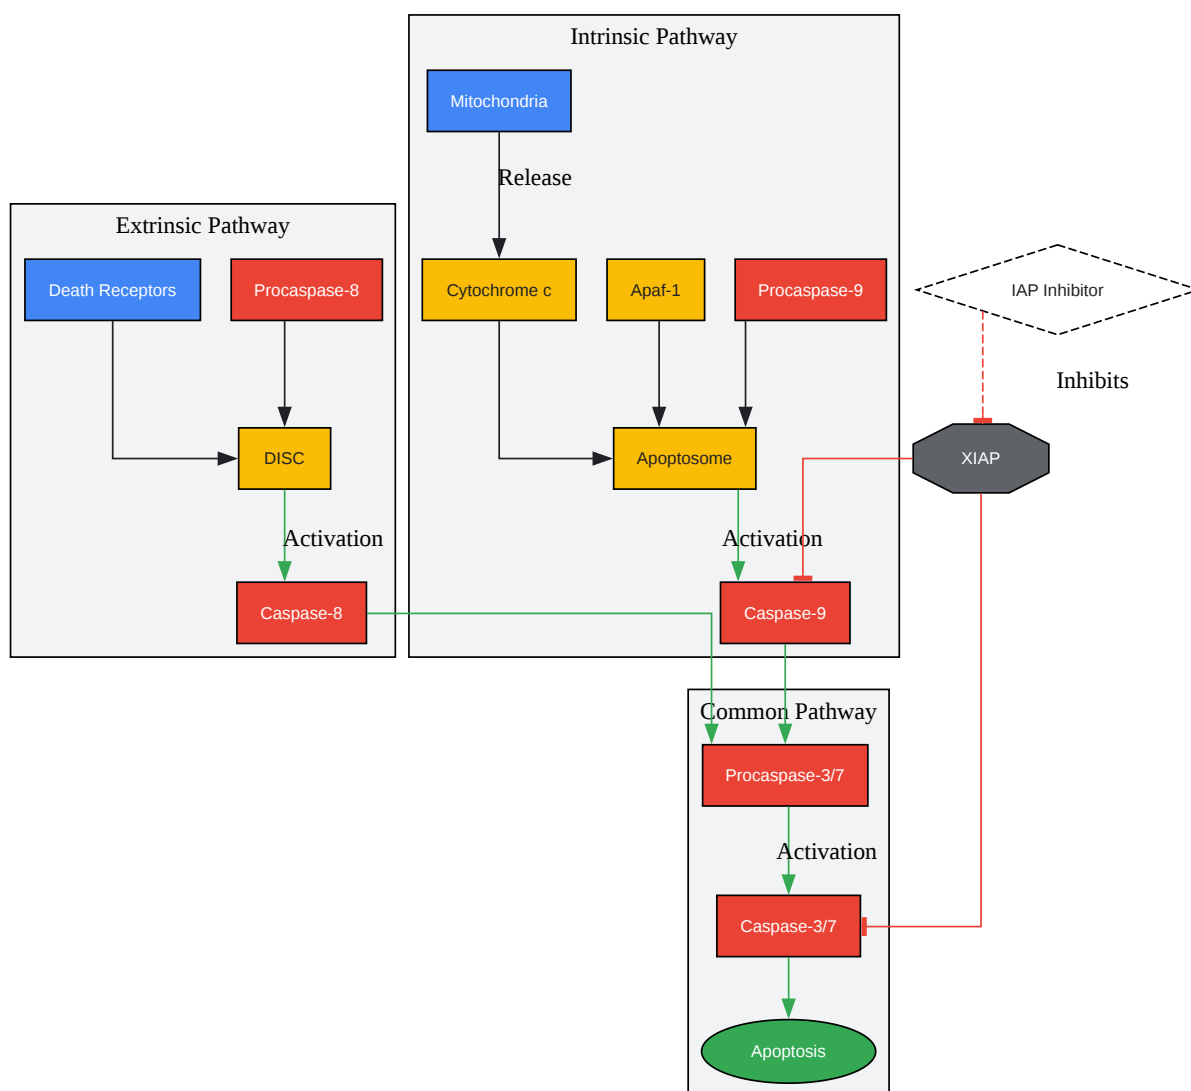 Intrinsic Pathway
Mitochondria
Release
Extrinsic Pathway
Death Receptors
Procaspase-8
Cytochrome c
Apaf-1
Procaspase-9
IAP Inhibitor
Inhibits
DISC
Apoptosome
XIAP
Activation
Activation
Caspase-8
Caspase-9
Common Pathway
Procaspase-3/7
Activation
Caspase-3/7
Apoptosis